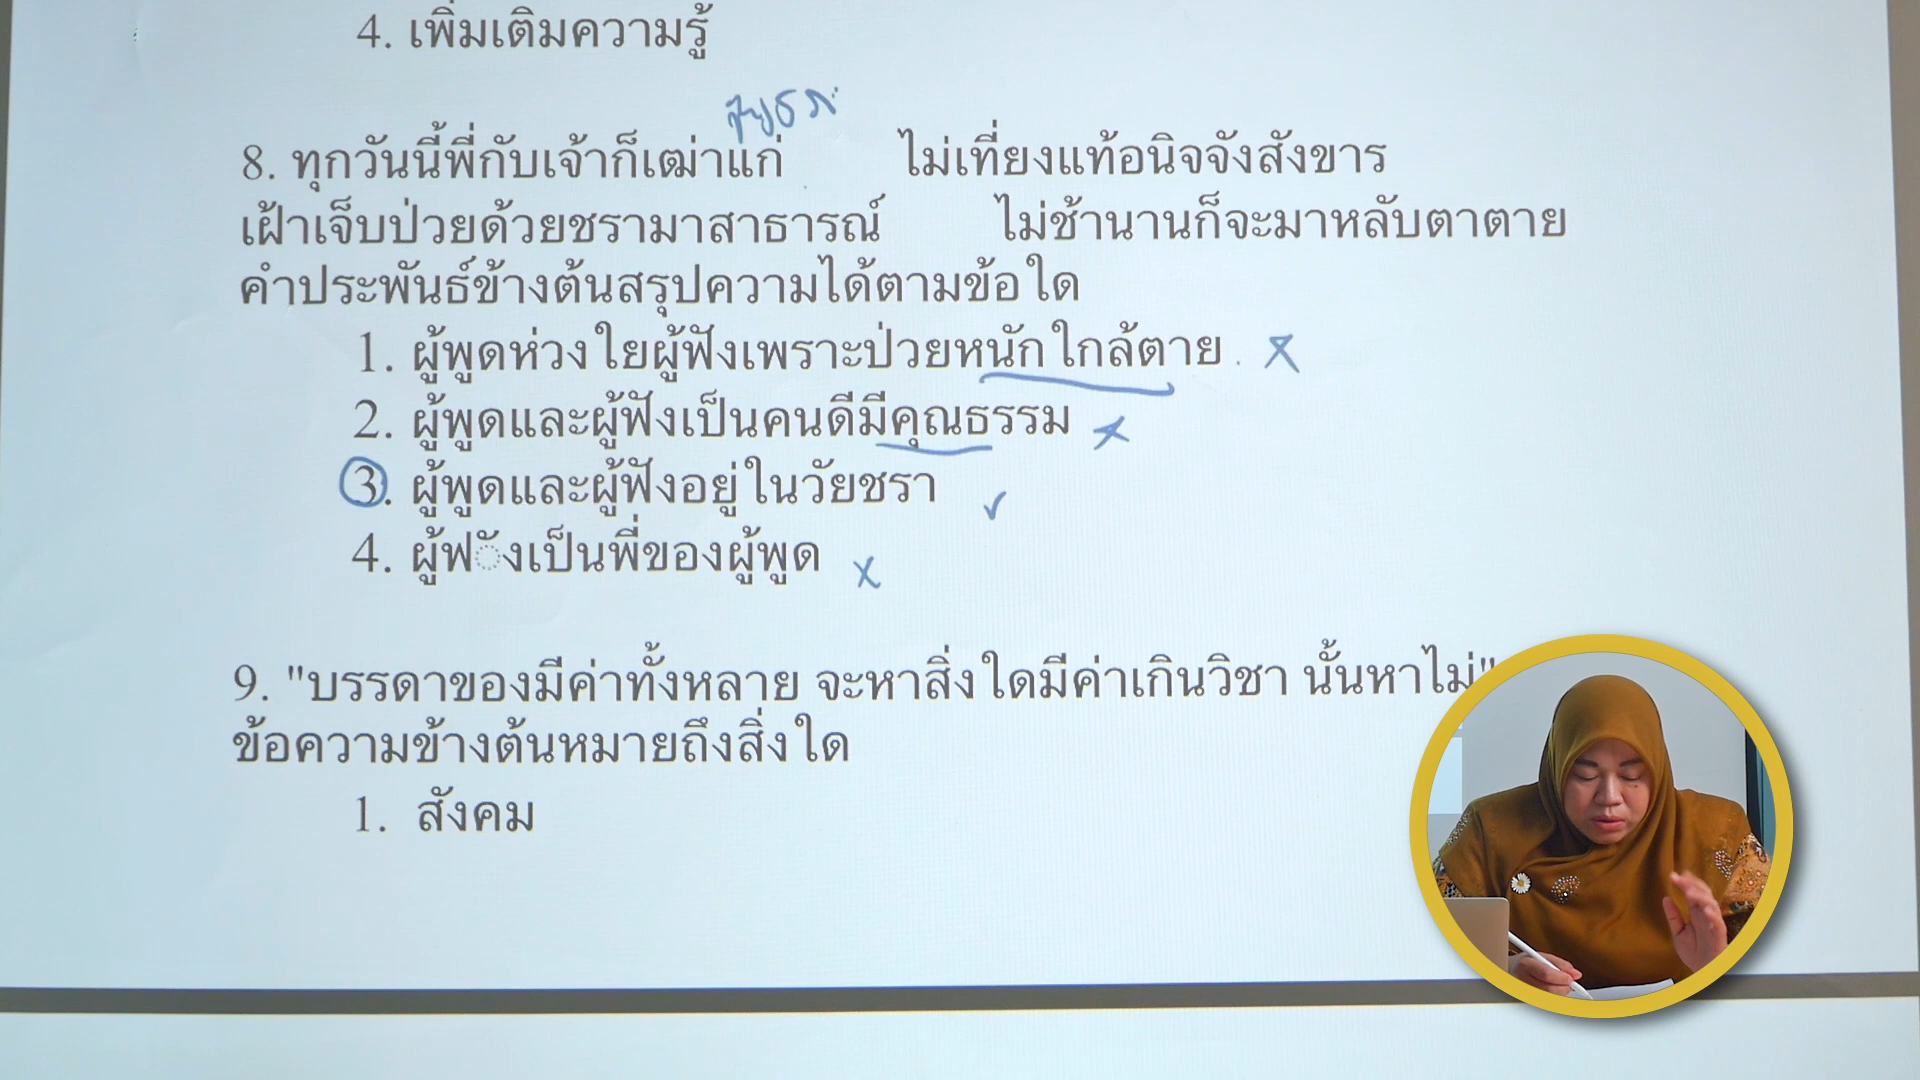 4. เพิ่มเติมความรู้
8. ทุกวันนี้พี่กับเจ้าก็เฒ่าแก่ ไม่เที่ยงแท้อนิจจังสังขาร
เฝ้าเจ็บป่วยด้วยชรามาสาธารณ์ ไม่ช้านานก็จะมาหลับตาตาย
คำประพันธ์ข้างต้นสรุปความได้ตามข้อใด
1. ผู้พูดห่วงใยผู้ฟังเพราะป่วยหนักใกล้ตาย
2. ผู้พูดและผู้ฟังเป็นคนดีมีคุณธรรม
3. ผู้พูดและผู้ฟังอยู่ในวัยชรา
4. ผู้ฟังเป็นพี่ของผู้พูด
9. "บรรดาของมีค่าทั้งหลาย จะหาสิ่งใดมีค่าเกินวิชา นั้นหาไม่"
ข้อความข้างต้นหมายถึงสิ่งใด
1. สังคม